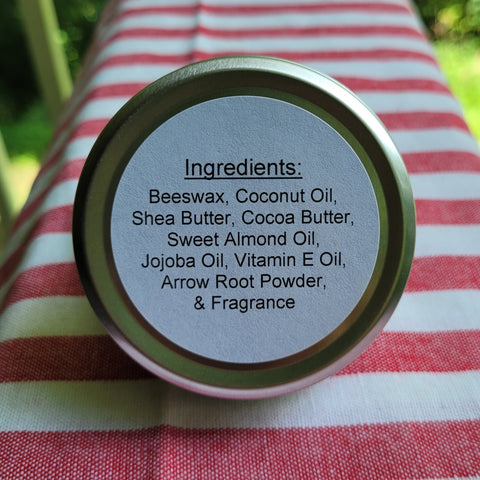 Ingredients:
Beeswax, Coconut Oil,
Shea Butter, Cocoa Butter,
Sweet Almond Oil,
Jojoba Oil, Vitamin E Oil,
Arrow Root Powder,
& Fragrance